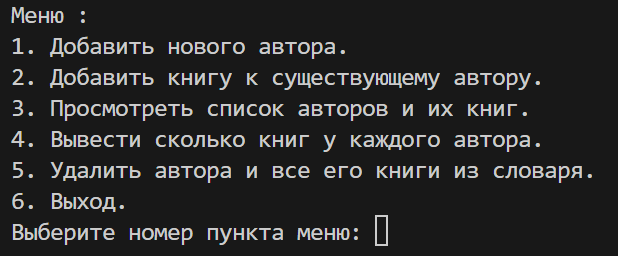 Меню :
1. Добавить нового автора.
2. Добавить книгу к существующему автору.
3. Просмотреть список авторов и их книг.
4. Вывести сколько книг у каждого автора.
5. Удалить автора и все его книги из словаря.
6. Выход.
Выберите номер пункта меню: